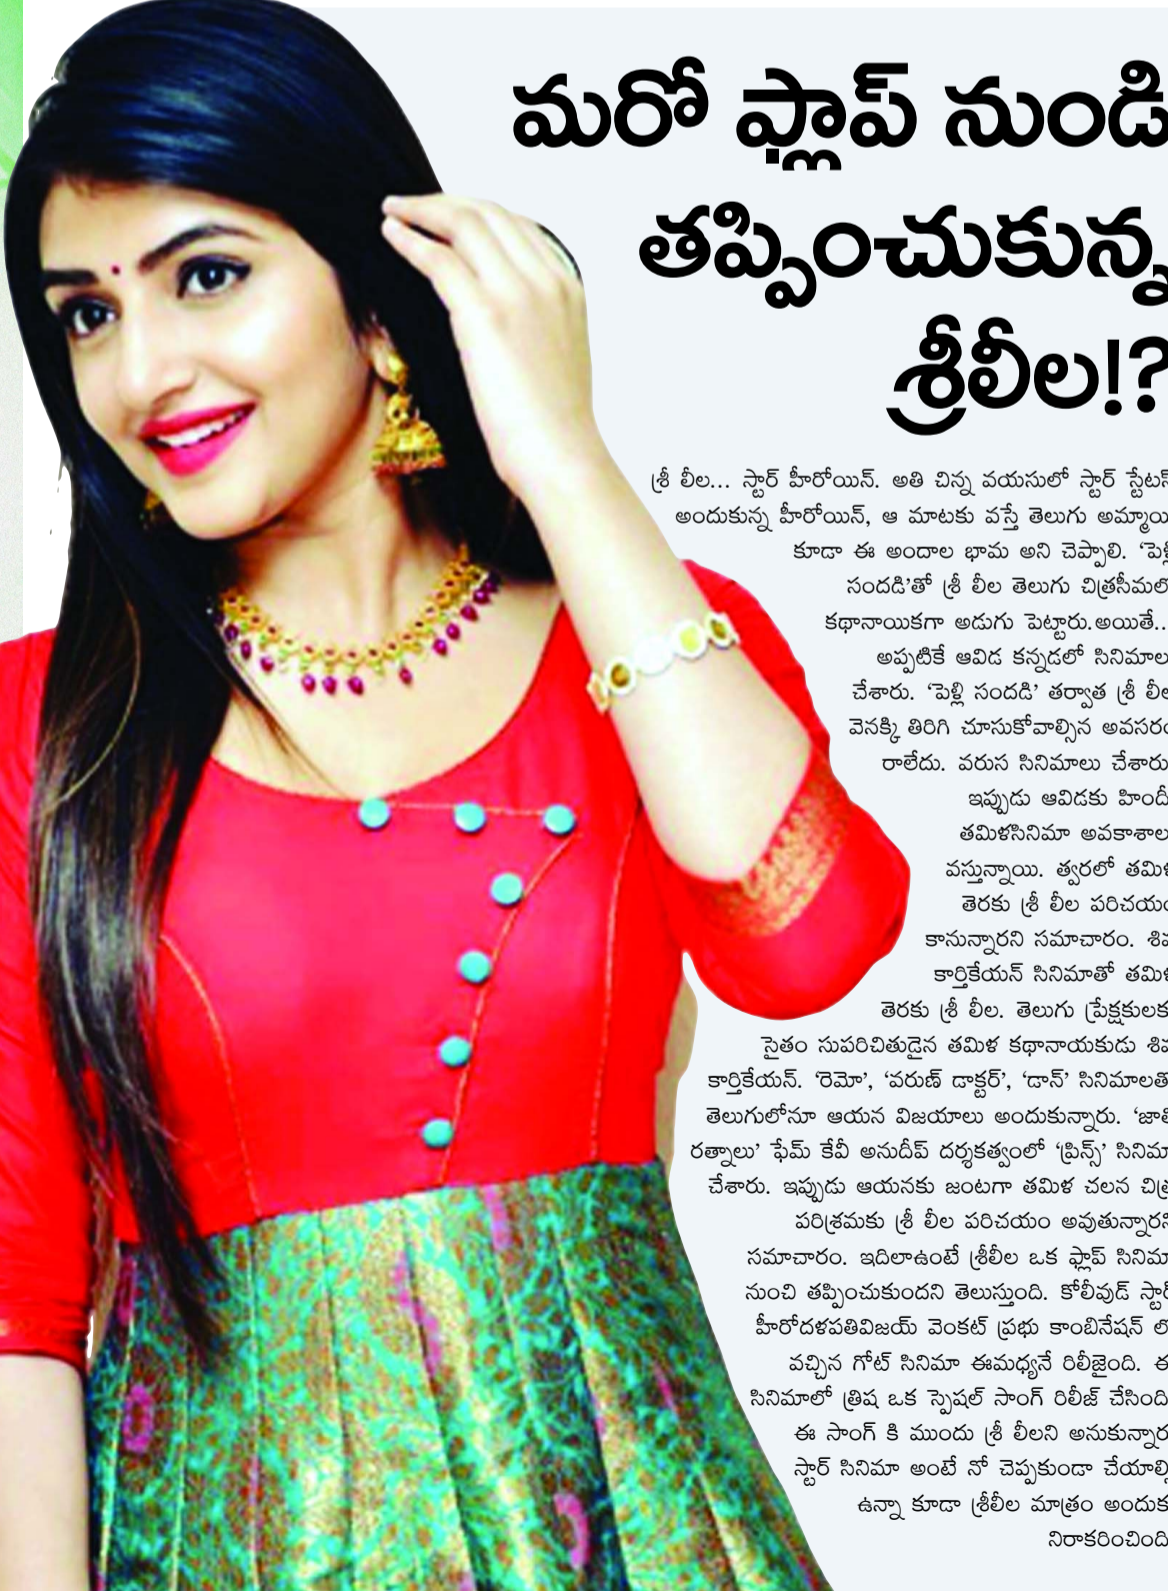 మరో ఫ్లాప్ నుండి
తప్పించుకున్న
శ్రీలీల!?
శ్రీ లీల... స్టార్ హీరోయిన్. అతి చిన్న వయసులో స్టార్ స్టేటస్
అందుకున్న హీరోయిన్, ఆ మాటకు వస్తే తెలుగు అమ్మాయి
కూడా ఈ అందాల భామ అని చెప్పాలి. ‘పెళ్లి
సందడి’తో శ్రీ లీల తెలుగు చిత్రసీమలో
కథానాయికగా అడుగు పెట్టారు.అయితే..
అప్పటికే ఆవిడ కన్నడలో సినిమాలు
చేశారు. ‘పెళ్లి సందడి’ తర్వాత శ్రీ లీల
వెనక్కి తిరిగి చూసుకోవాల్సిన అవసరం
రాలేదు. వరుస సినిమాలు చేశారు
ఇప్పుడు ఆవిడకు హిందీ
తమిళసినిమా అవకాశాలు
వస్తున్నాయి. త్వరలో తమిళ
తెరకు శ్రీ లీల పరిచయం
కానున్నారని సమాచారం. శివ
కార్తికేయన్ సినిమాతో తమిళ
తెరకు శ్రీ లీల. తెలుగు ప్రేక్షకులకు
సైతం సుపరిచితుడైన తమిళ కథానాయకుడు శివ
కార్తికేయన్. ‘రెమో’, ‘వరుణ్ డాక్టర్’, ‘డాన్’ సినిమాలతో
తెలుగులోనూ ఆయన విజయాలు అందుకున్నారు. ‘జాతి
రత్నాలు’ ఫేమ్ కేవీ అనుదీప్ దర్శకత్వంలో ‘ప్రిన్స్’ సినిమా
చేశారు. ఇప్పుడు ఆయనకు జంటగా తమిళ చలన చిత్ర
పరిశ్రమకు శ్రీ లీల పరిచయం అవుతున్నారని
సమాచారం. ఇదిలాఉంటే శ్రీలీల ఒక ఫ్లాప్ సినిమా
నుంచి తప్పించుకుందని తెలుస్తుంది. కోలీవుడ్ స్టార్
హీరోదళపతివిజయ్ వెంకట్ ప్రభు కాంబినేషన్ లో
వచ్చిన గోట్ సినిమా ఈమధ్యనే రిలీజైంది. ఈ
సినిమాలో త్రిష ఒక స్పెషల్ సాంగ్ రిలీజ్ చేసింది
ఈ సాంగ్ కి ముందు శ్రీ లీలని అనుకున్నారు
స్టార్ సినిమా అంటే నో చెప్పకుండా చేయాల్సి
ఉన్నా కూడా శ్రీలీల మాత్రం అందుకు
నిరాకరించింది